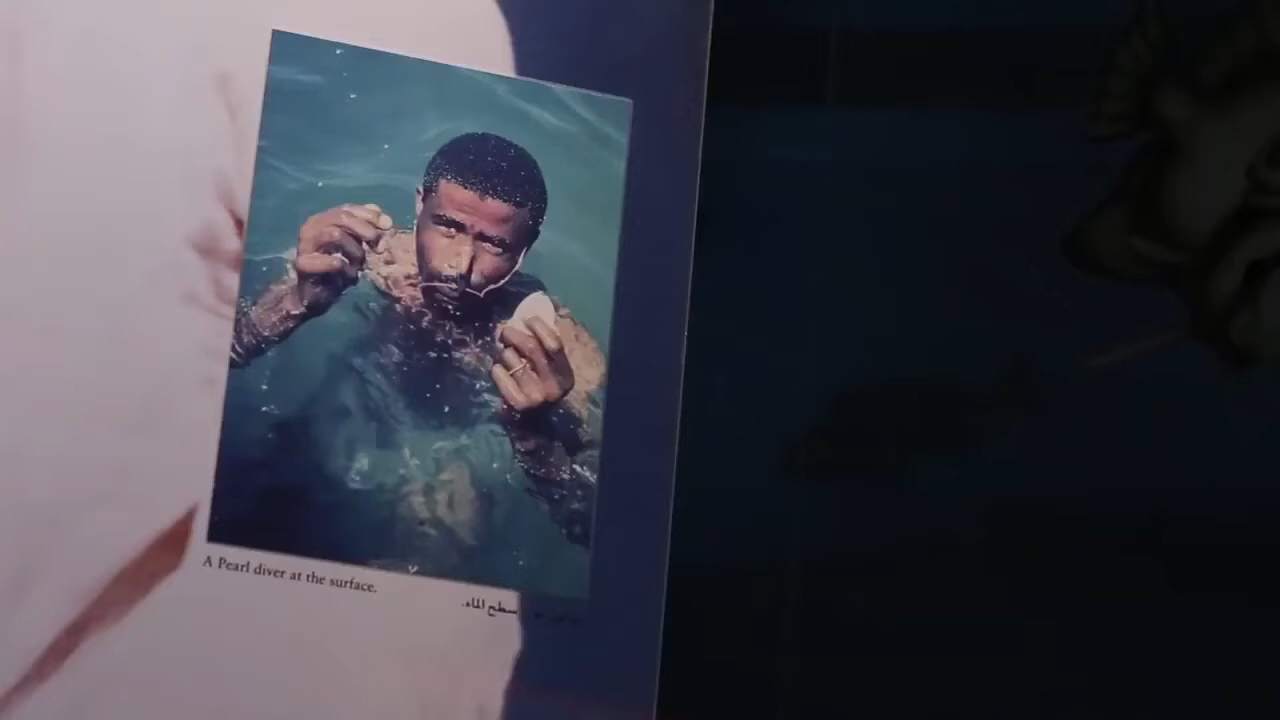 A Pearl diver at the surface.
سطح الماء.